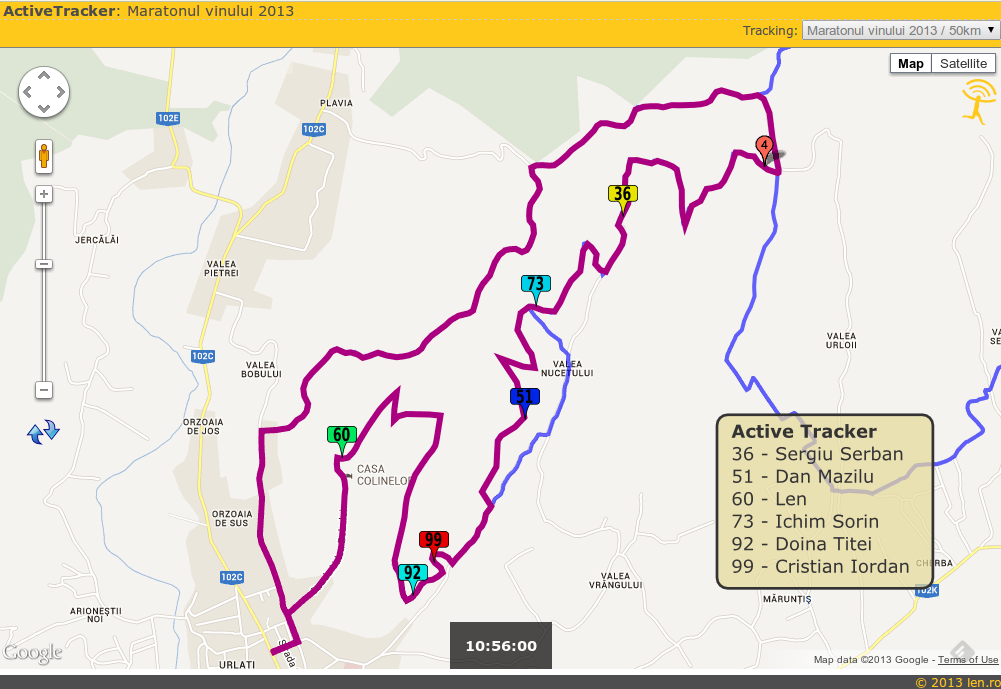 ActiveTracker: Maratonul vinului 2013
Tracking: Maratonul vinului 2013 / 50km
Map Satellite
PLAVIA
102E
102C
4
36
JERCĂLĂI
VALEA
PIETREI
73
102C
VALEA
BOBULUI
VALEA
NUCETULUI
VALEA
URLOII
51
ORZOAIA
DE JOS
60
CASA
COLINELOR
Active Tracker
36 - Sergiu Serban
51 - Dan Mazilu
60 - Len
73 - Ichim Sorin
92 - Doina Titei
99 - Cristian Iordan
ORZOAIA
DE SUS
99
92
102C
VALEA
VRÂNGULUI
CHERBA
102K
MĂRUNȚIȘ
ARIONEȘTII
NOI
URLATI
10:56:00
Google
Map data ©2013 Google - Terms of Use
© 2013 len.ro